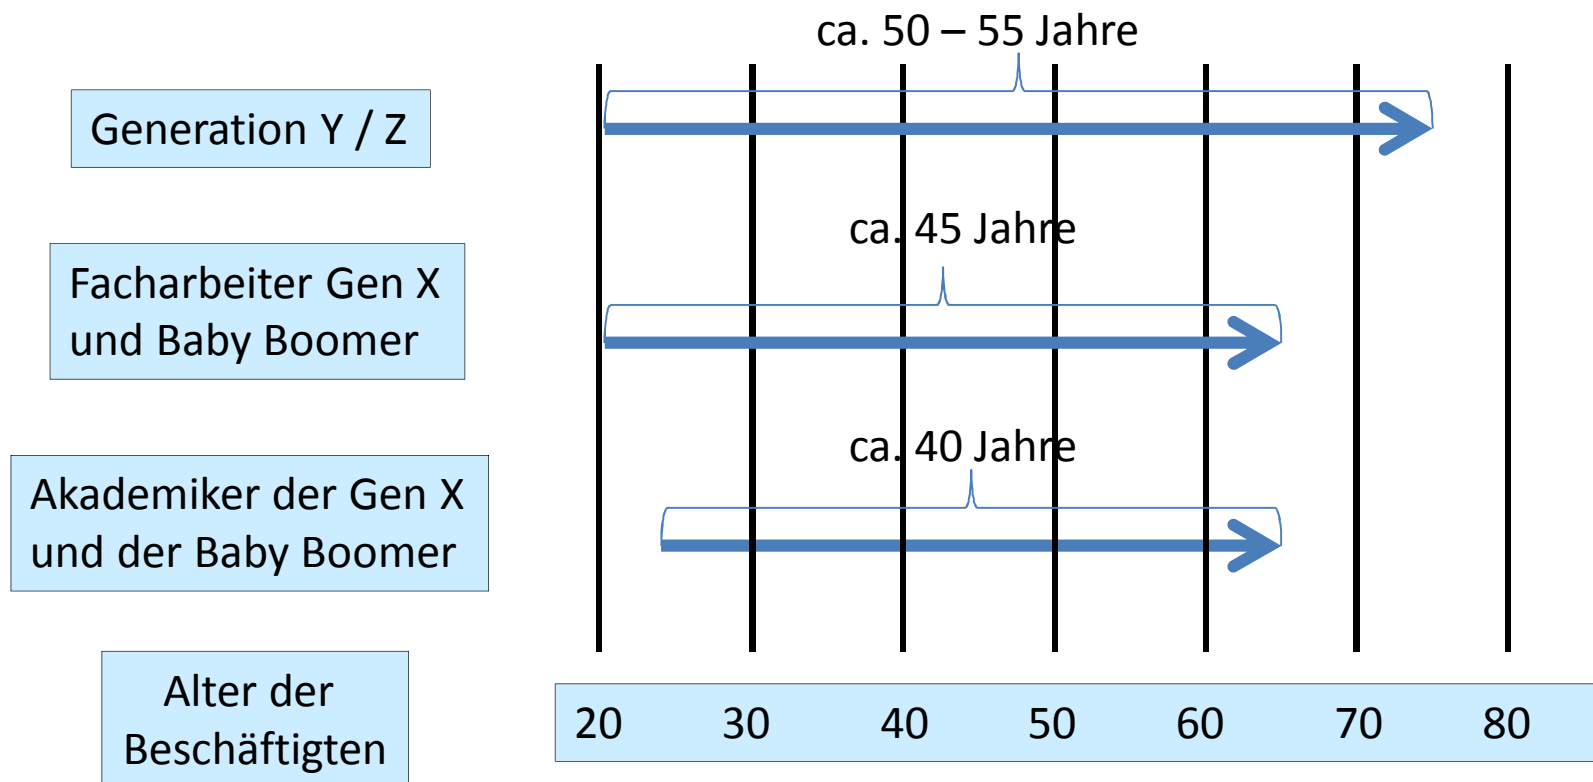 ca. 50 – 55 Jahre
Generation Y / Z
ca. 45 Jahre
Facharbeiter Gen X
und Baby Boomer
ca. 40 Jahre
Akademiker der Gen X
und der Baby Boomer
Alter der
Beschäftigten
20 30 40 50 60 70 80